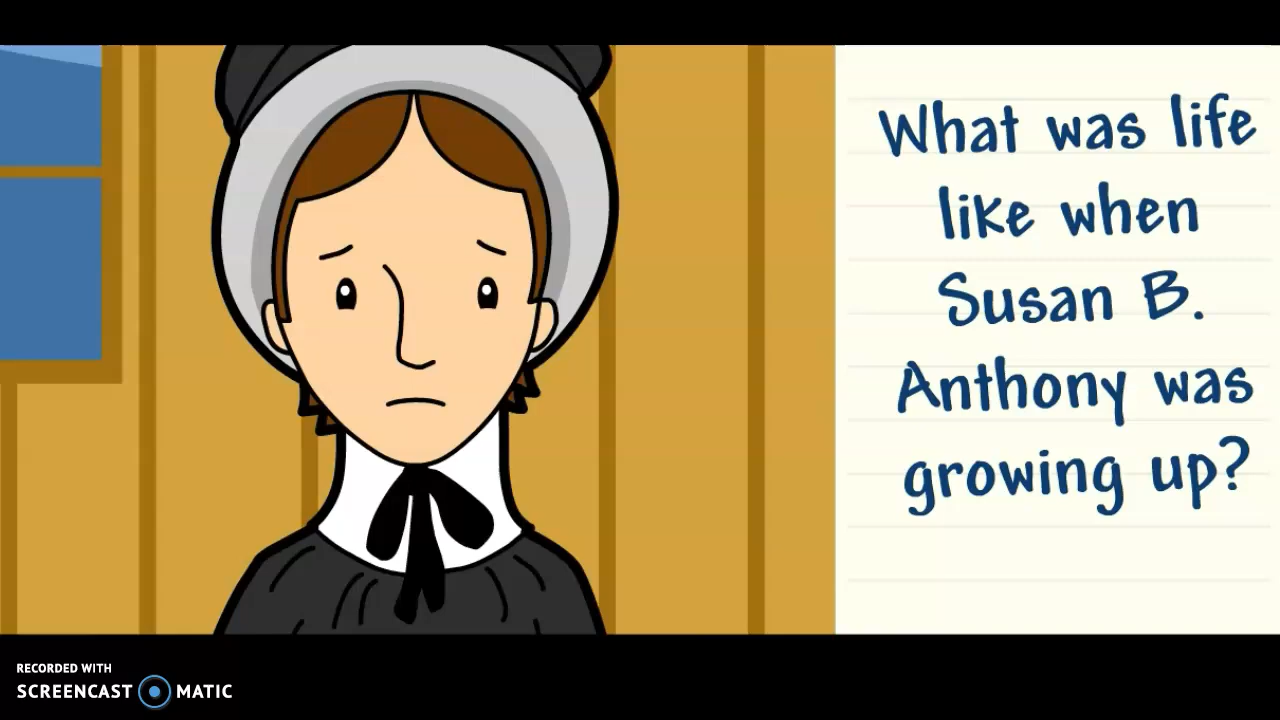 What was life
like when
Susan B.
Anthony was
growing up?
RECORDED WITH
SCREENCAST MATIC